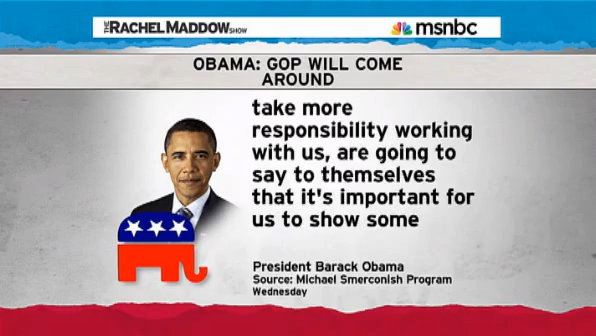 THE RACHEL MADDOW SHOW
msnbc
OBAMA: GOP WILL COME
AROUND
take more
responsibility working
with us, are going to
say to themselves
that it's important for
us to show some
President Barack Obama
Source: Michael Smerconish Program
Wednesday